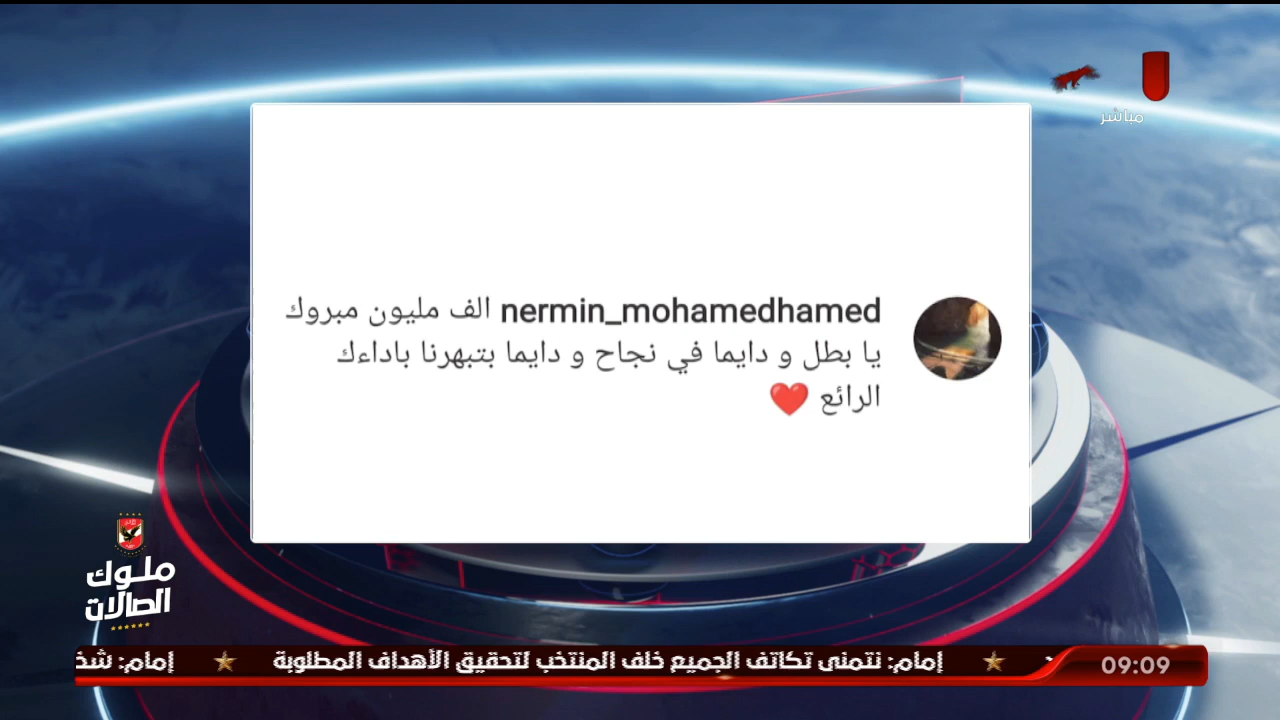 مباشر
nermin_mohamedhamed الف مليون مبروك
يا بطل و دايما في نجاح و دايما بتبهرنا باداءك
الرائع ❤️
ملوك
الصالات
إمام: نتمنى تكاتف الجميع خلف المنتخب لتحقيق الأهداف المطلوبة ★ إمام:
09:09